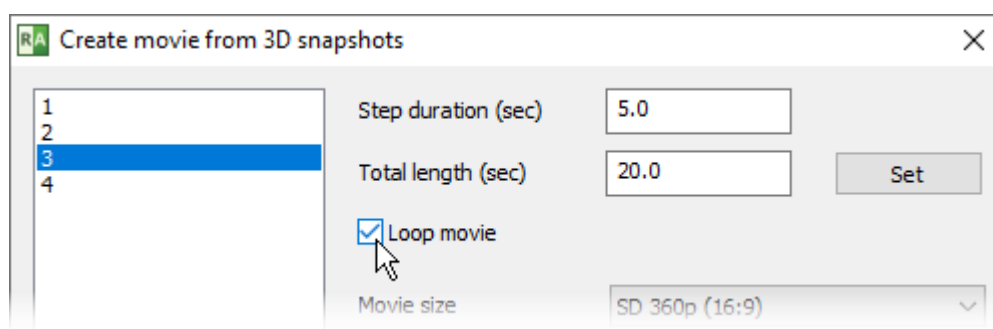 RA Create movie from 3D snapshots
1
2
3
4
Step duration (sec) 5.0
Total length (sec) 20.0 Set
Loop movie
Movie size SD 360p (16:9)